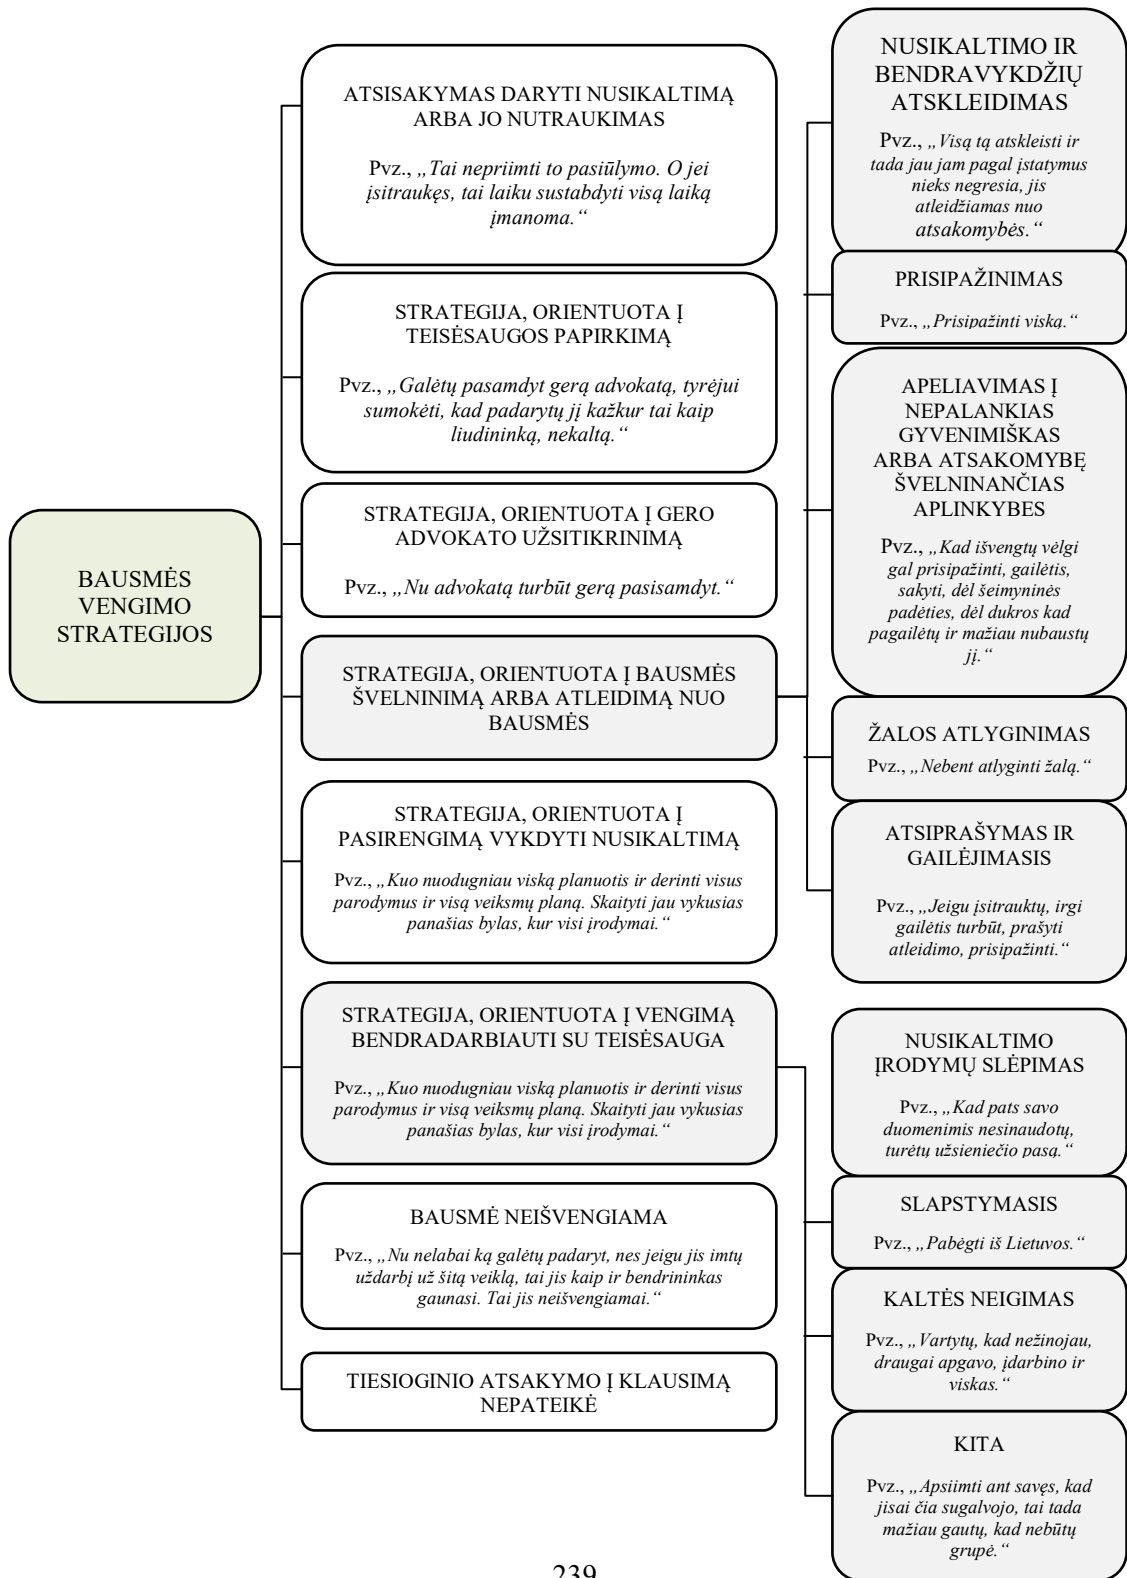 BAUSMĖS
VENGIMO
STRATEGIJOS
ATSISAKYMAS DARYTI NUSIKALTIMĄ
ARBA JO NUTRAUKIMAS
Pvz., „Tai nepriimti to pasiūlymo. O jei
įsitraukęs, tai laiku sustabdyti visą laiką
įmanoma.“
STRATEGIJA, ORIENTUOTA Į
TEISĖSAUGOS PAPIRKIMĄ
Pvz., „Galėtų pasamdyt gerą advokatą, tyrėjui
sumokėti, kad padarytų jį kažkur tai kaip
liudininką, nekaltą.“
STRATEGIJA, ORIENTUOTA Į GERO
ADVOKATO UŽSITIKRINIMĄ
Pvz., „Nu advokatą turbūt gerą pasisamdyt.“
STRATEGIJA, ORIENTUOTA Į BAUSMĖS
ŠVELNINIMĄ ARBA ATLEIDIMĄ NUO
BAUSMĖS
NUSIKALTIMO IR
BENDRAVYKDŽIŲ
ATSKLEIDIMAS
Pvz., „Visą tą atskleisti ir
tada jau jam pagal įstatymus
nieks negresia, jis
atleidžiamas nuo
atsakomybės.“
PRISIPAŽINIMAS
Pvz., „Prisipažinti viską.“
APELIAVIMAS Į
NEPALANKIAS
GYVENIMIŠKAS
ARBA ATSAKOMYBĘ
ŠVELNINANČIAS
APLINKYBES
Pvz., „Kad išvengtų vėlgi
gal prisipažinti, gailėtis,
sakyti, dėl šeimyninės
padėties, dėl dukros kad
pagailėtų ir mažiau nubaustų
jį.“
ŽALOS ATLYGINIMAS
Pvz., „Nebent atlyginti žalą.“
ATSIPRAŠYMAS IR
GAILĖJIMASIS
Pvz., „Jeigu įsitrauktų, irgi
gailėtis turbūt, prašyti
atleidimo, prisipažinti.“
STRATEGIJA, ORIENTUOTA Į
PASIRENGIMĄ VYKDYTI NUSIKALTIMĄ
Pvz., „Kuo nuodugniau viską planuotis ir derinti visus
parodymus ir visą veiksmų planą. Skaityti jau vykusias
panašias bylas, kur visi įrodymai.“
STRATEGIJA, ORIENTUOTA Į VENGIMĄ
BENDRADARBIAUTI SU TEISĖSAUGA
Pvz., „Kuo nuodugniau viską planuotis ir derinti visus
parodymus ir visą veiksmų planą. Skaityti jau vykusias
panašias bylas, kur visi įrodymai.“
NUSIKALTIMO
ĮRODYMŲ SLĖPIMAS
Pvz., „Kad pats savo
duomenimis nesinaudotų,
turėtų užsieniečio pasą.“
SLAPSTYMASIS
Pvz., „Pabėgti iš Lietuvos.“
KALTĖS NEIGIMAS
Pvz., „Vartytų, kad nežinojau,
draugai apgavo, įdarbino ir
viskas.“
KITA
Pvz., „Apsiimti ant savęs, kad
jisai čia sugalvojo, tai tada
mažiau gautų, kad nebūtų
grupė.“
BAUSMĖ NEIŠVENGIAMA
Pvz., „Nu nelabai ką galėtų padaryt, nes jeigu jis imtų
uždarbį už šitą veiklą, tai jis kaip ir bendrininkas
gaunasi. Tai jis neišvengiamai.“
TIESIOGINIO ATSAKYMO Į KLAUSIMĄ
NEPATEIKĖ
239